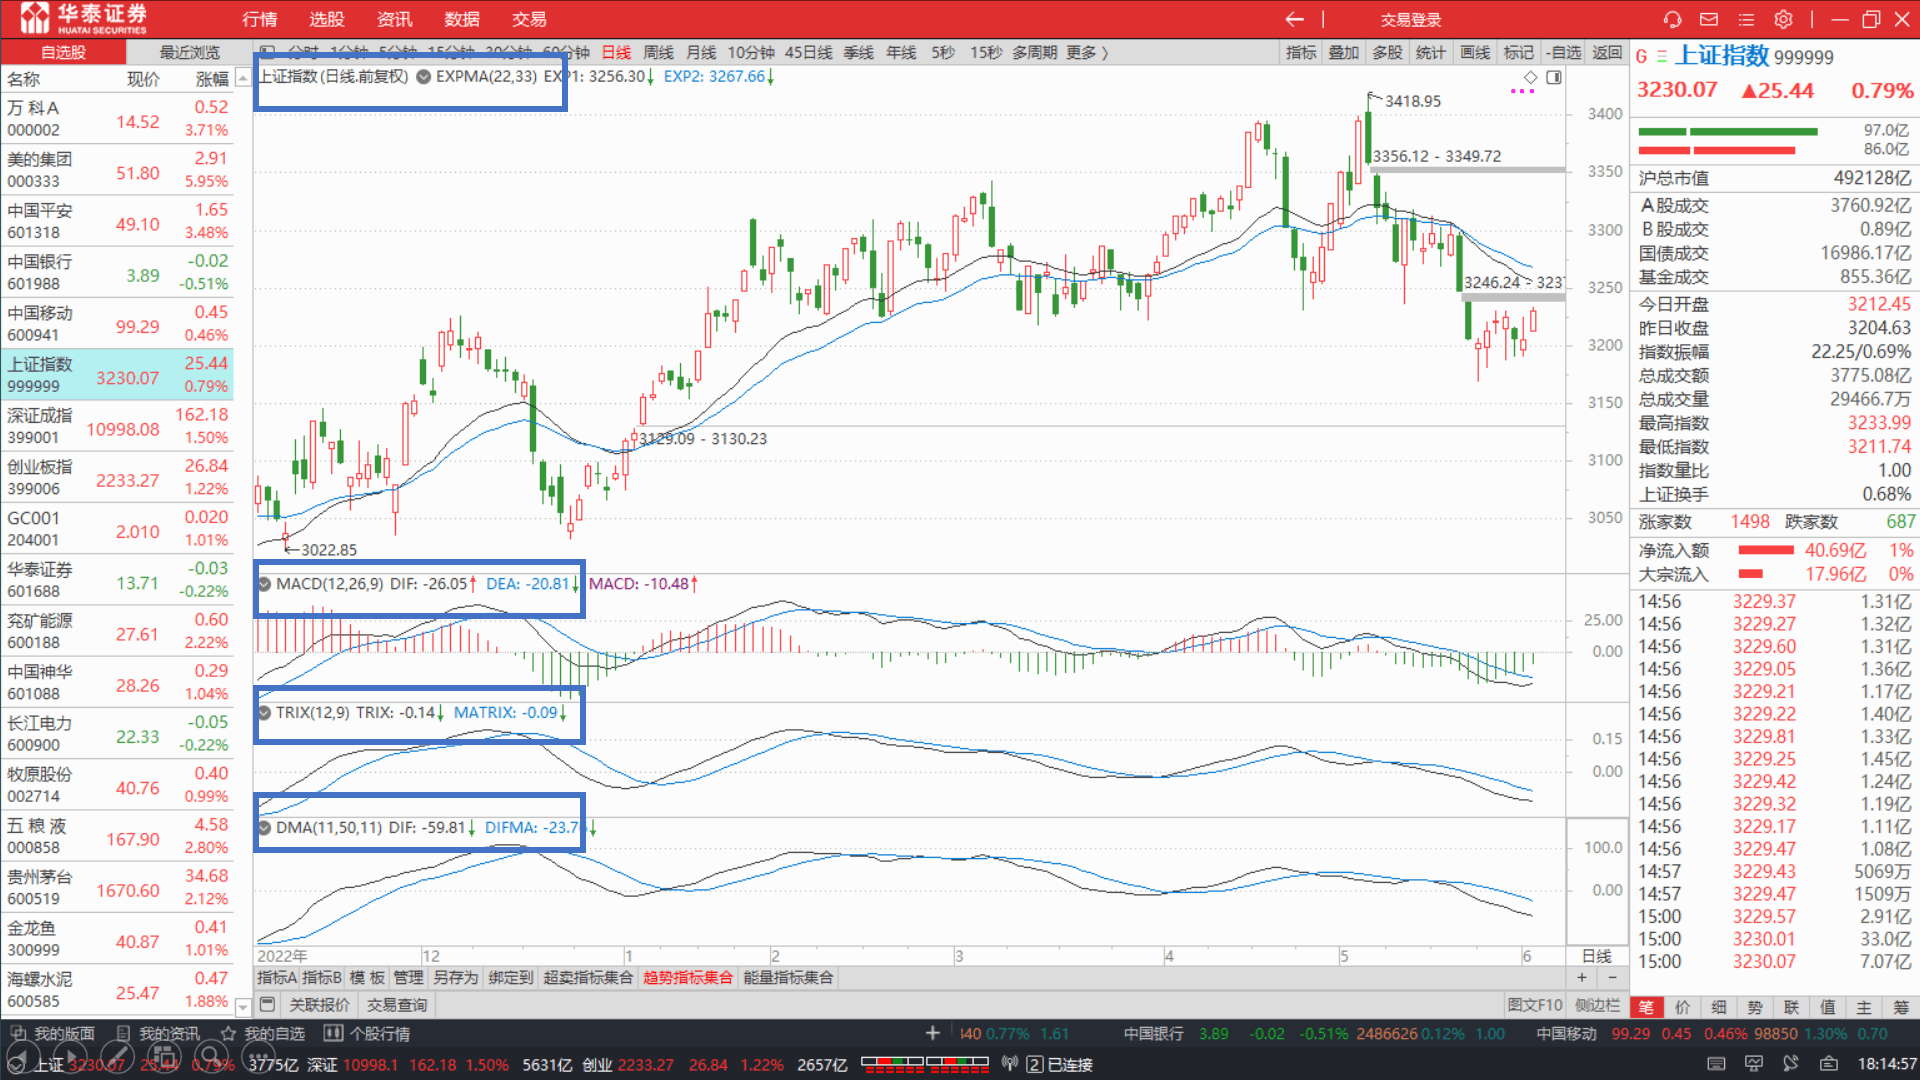 华泰证券
HUATAI SECURITIES
行情 选股 资讯 数据 交易
交易登录
自选股 最近浏览
日线 周线 月线 10分钟 45日线 季线 年线 5秒 15秒 多周期 更多
指标 叠加 多股 统计 画线 标记 -自选 返回
名称 现价 涨幅
万 科A 0.52
000002 14.52 3.71%
美的集团 2.91
000333 51.80 5.95%
中国平安 1.65
601318 49.10 3.48%
中国银行 -0.02
601988 3.89 -0.51%
中国移动 0.45
600941 99.29 0.46%
上证指数 25.44
999999 3230.07 0.79%
深证成指 162.18
399001 10998.08 1.50%
创业板指 26.84
399006 2233.27 1.22%
GC001 0.020
204001 2.010 1.01%
华泰证券 -0.03
601688 13.71 -0.22%
兖矿能源 0.60
600188 27.61 2.22%
中国神华 0.29
601088 28.26 1.04%
长江电力 -0.05
600900 22.33 -0.22%
牧原股份 0.40
002714 40.76 0.99%
五 粮 液 4.58
000858 167.90 2.80%
贵州茅台 34.68
600519 1670.60 2.12%
金龙鱼 0.41
300999 40.87 1.01%
海螺水泥 0.47
600585 25.47 1.88%
上证指数(日线.前复权) EXPMA(22,33) EXP1: 3256.30↓ EXP2: 3267.66↓
3418.95
3356.12 - 3349.72
3246.24 - 323
3129.09 - 3130.23
3022.85
3400
3350
3300
3250
3200
3150
3100
3050
MACD(12,26,9) DIF: -26.05↑ DEA: -20.81↓ MACD: -10.48↑
25.00
0.00
TRIX(12,9) TRIX: -0.14↓ MATRIX: -0.09↓
0.15
0.00
DMA(11,50,11) DIF: -59.81↓ DIFMA: -23.7
100.0
0.00
2022年 12 1 2 3 4 5 6 日线
指标A 指标B 模 板 管理 另存为 绑定到 超卖指标集合 趋势指标集合 能量指标集合 + -
关联报价 交易查询
图文F10 侧边栏
G 上证指数 999999
3230.07 ▲25.44 0.79%
97.0亿
86.0亿
沪总市值 492128亿
A股成交 3760.92亿
B股成交 0.89亿
国债成交 16986.17亿
基金成交 855.36亿
今日开盘 3212.45
昨日收盘 3204.63
指数振幅 22.25/0.69%
总成交额 3775.08亿
总成交量 29466.7万
最高指数 3233.99
最低指数 3211.74
指数量比 1.00
上证换手 0.68%
涨家数 1498 跌家数 687
净流入额 40.69亿 1%
大宗流入 17.96亿 0%
14:56 3229.37 1.31亿
14:56 3229.27 1.32亿
14:56 3229.60 1.31亿
14:56 3229.05 1.36亿
14:56 3229.21 1.17亿
14:56 3229.22 1.40亿
14:56 3229.81 1.33亿
14:56 3229.25 1.45亿
14:56 3229.42 1.24亿
14:56 3229.32 1.19亿
14:56 3229.17 1.11亿
14:56 3229.47 1.08亿
14:57 3229.43 5069万
14:57 3229.47 1509万
15:00 3229.57 2.91亿
15:00 3230.01 33.0亿
15:00 3230.07 7.07亿
笔 价 细 势 联 值 主 筹
我的版面 我的资讯 我的自选 个股行情
0.77% 1.61 中国银行 3.89 -0.02 -0.51% 2486626 0.12% 1.00 中国移动 99.29 0.45 0.46% 98850 1.30% 0.70
上证 3230.07 25.44 0.79% 3775亿 深证 10998.1 162.18 1.50% 5631亿 创业 2233.27 26.84 1.22% 2657亿 2 已连接 18:14:57